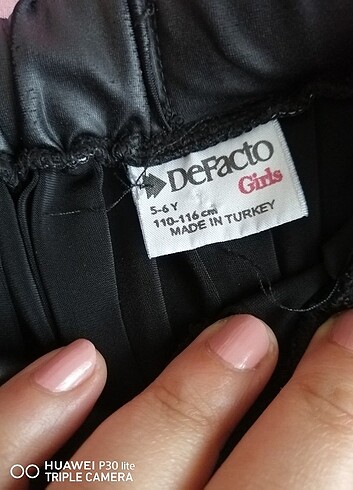 DeFacto
Girls
5-6 Y
110-116 cm
MADE IN TURKEY
HUAWEI P30 lite
TRIPLE CAMERA